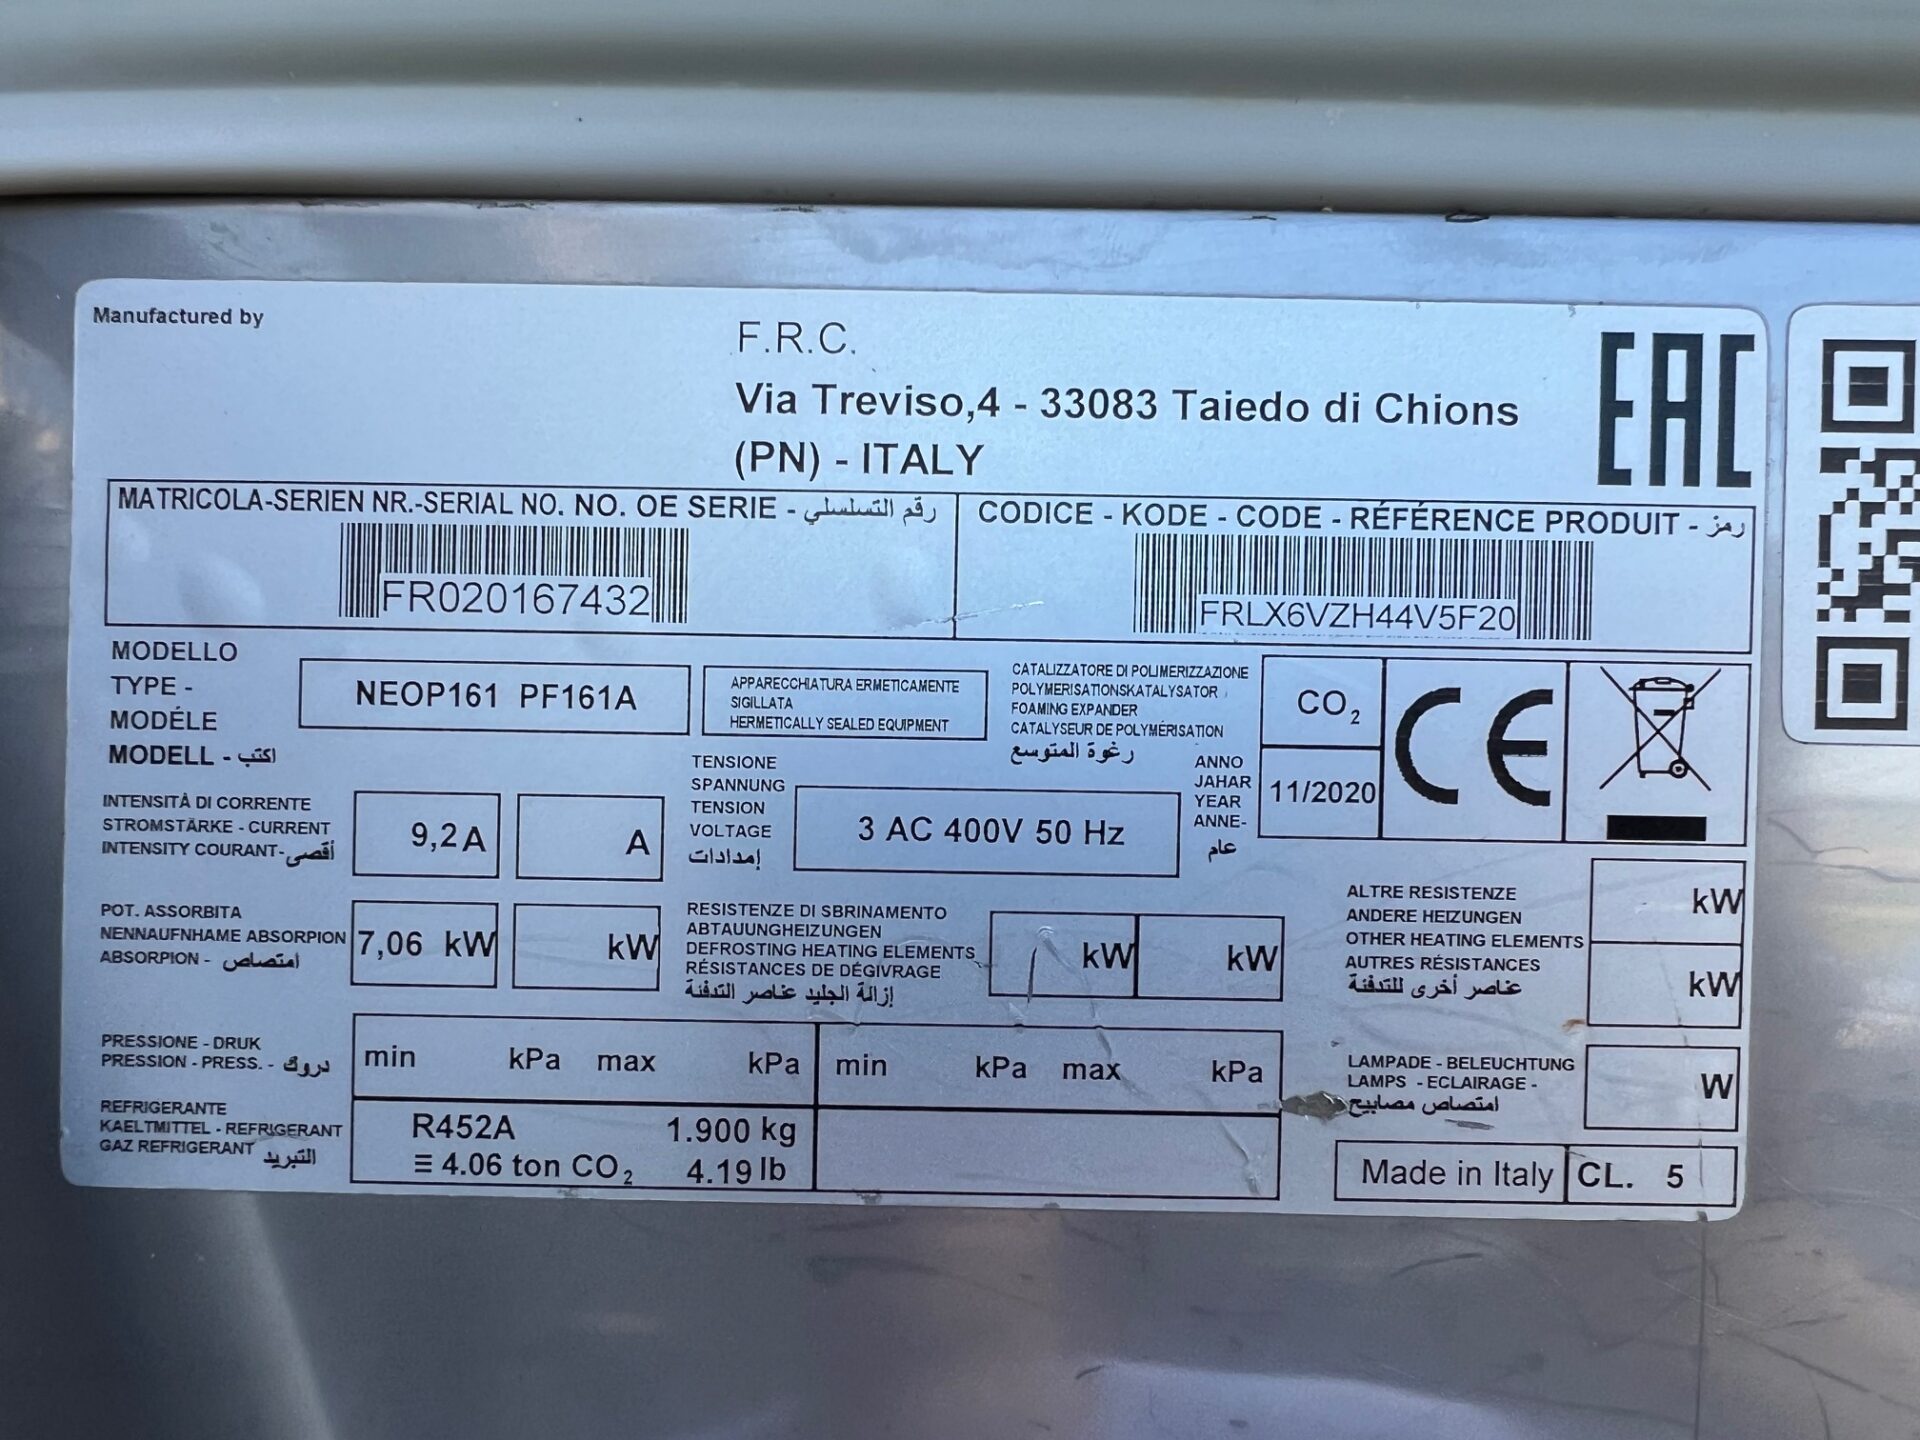 Manufactured by
F.R.C.
Via Treviso,4 - 33083 Taiedo di Chions
(PN) - ITALY
EAC
MATRICOLA-SERIEN NR.-SERIAL NO. NO. OE SERIE - رقم التسلسلي
FR020167432
CODICE - KODE - CODE - RÉFÉRENCE PRODUIT - رمز
FRLX6VZH44V5F20
MODELLO
TYPE -
MODÉLE
MODELL - اكتب
NEOP161 PF161A
APPARECCHIATURA ERMETICAMENTE
SIGILLATA
HERMETICALLY SEALED EQUIPMENT
CATALIZZATORE DI POLIMERIZZAZIONE
POLYMERISATIONSKATALYSATOR
FOAMING EXPANDER
CATALYSEUR DE POLYMÉRISATION
رغوة المتوسع
CO₂
CE
INTENSITÀ DI CORRENTE
STROMSTÄRKE - CURRENT
INTENSITY COURANT- أقصى
9,2A
A
TENSIONE
SPANNUNG
TENSION
VOLTAGE
إمدادات
3 AC 400V 50 Hz
ANNO
JAHAR
YEAR
ANNE-
عام
11/2020
POT. ASSORBITA
NENNAUFNHAME ABSORPION
ABSORPION - امتصاص
7,06 kW
kW
RESISTENZE DI SBRINAMENTO
ABTAUUNGHEIZUNGEN
DEFROSTING HEATING ELEMENTS
RÉSISTANCES DE DÉGIVRAGE
إزالة الجليد عناصر التدفئة
kW
kW
ALTRE RESISTENZE
ANDERE HEIZUNGEN
OTHER HEATING ELEMENTS
AUTRES RÉSISTANCES
عناصر أخرى للتدفئة
kW
kW
PRESSIONE - DRUK
PRESSION - PRESS. - دروك
min kPa max kPa
min kPa max kPa
LAMPADE - BELEUCHTUNG
LAMPS - ECLAIRAGE -
امتصاص مصابيح
W
REFRIGERANTE
KAELTMITTEL - REFRIGERANT
GAZ REFRIGERANT التبريد
R452A 1.900 kg
≡ 4.06 ton CO₂ 4.19 lb
Made in Italy
CL. 5